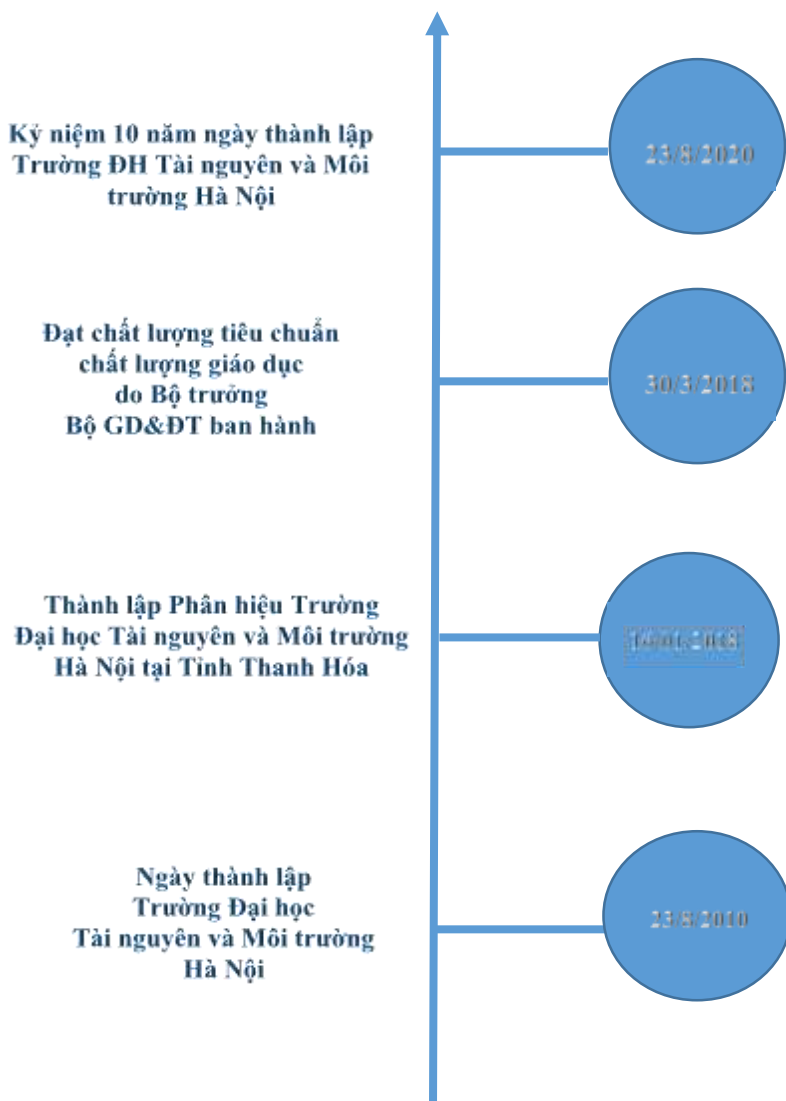 Kỷ niệm 10 năm ngày thành lập
Trường ĐH Tài nguyên và Môi
trường Hà Nội
23/8/2020
Đạt chất lượng tiêu chuẩn
chất lượng giáo dục
do Bộ trưởng
Bộ GD&ĐT ban hành
30/3/2018
Thành lập Phân hiệu Trường
Đại học Tài nguyên và Môi trường
Hà Nội tại Tỉnh Thanh Hóa
Ngày thành lập
Trường Đại học
Tài nguyên và Môi trường
Hà Nội
23/8/2010